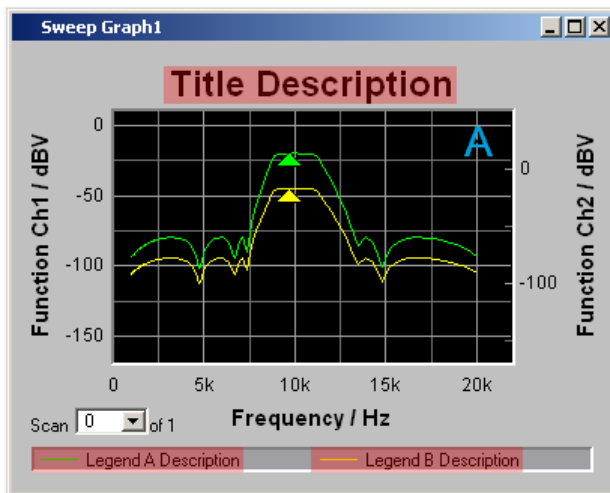 Sweep Graph1
Title Description
A
Function Ch1 / dBV
0
-50
-100
-150
0
-100
Function Ch2 / dBV
0 5k 10k 15k 20k
Scan 0 of 1
Frequency / Hz
Legend A Description Legend B Description